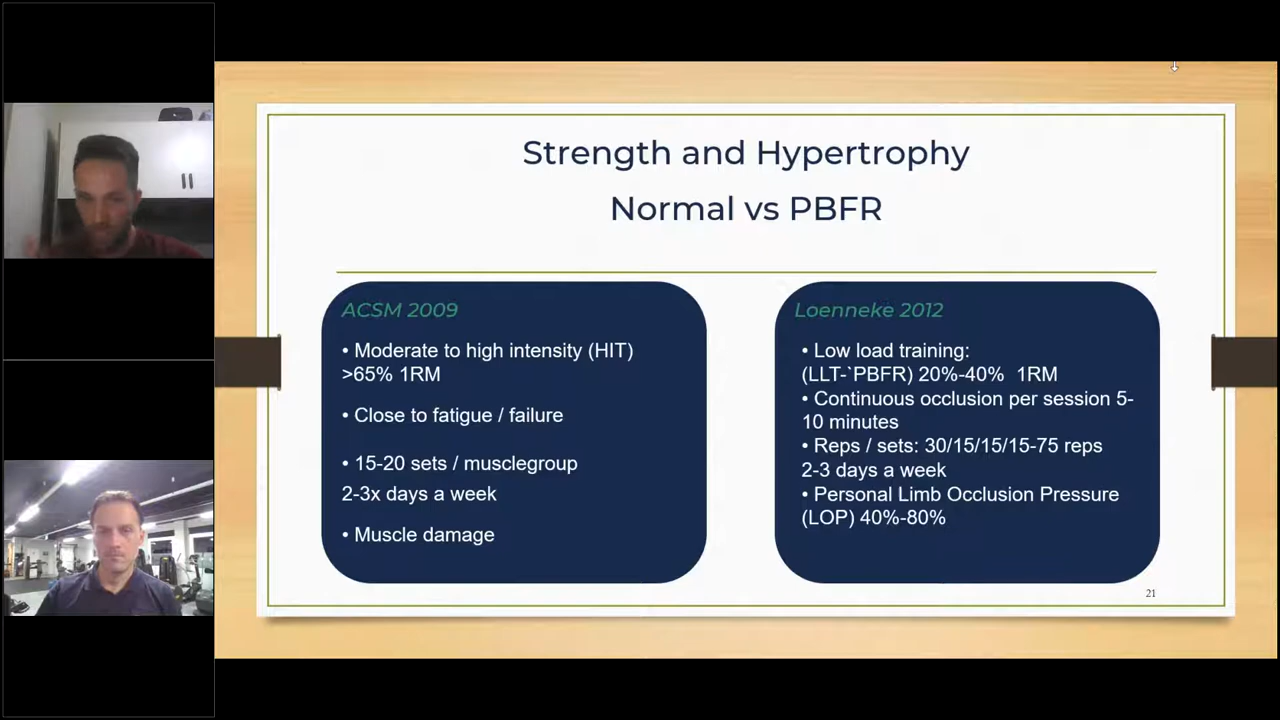 Strength and Hypertrophy
Normal vs PBFR
ACSM 2009
• Moderate to high intensity (HIT)
>65% 1RM
• Close to fatigue / failure
• 15-20 sets / musclegroup
2-3x days a week
• Muscle damage
Loenneke 2012
• Low load training:
(LLT-`PBFR) 20%-40% 1RM
• Continuous occlusion per session 5-
10 minutes
• Reps / sets: 30/15/15/15-75 reps
2-3 days a week
• Personal Limb Occlusion Pressure
(LOP) 40%-80%
21